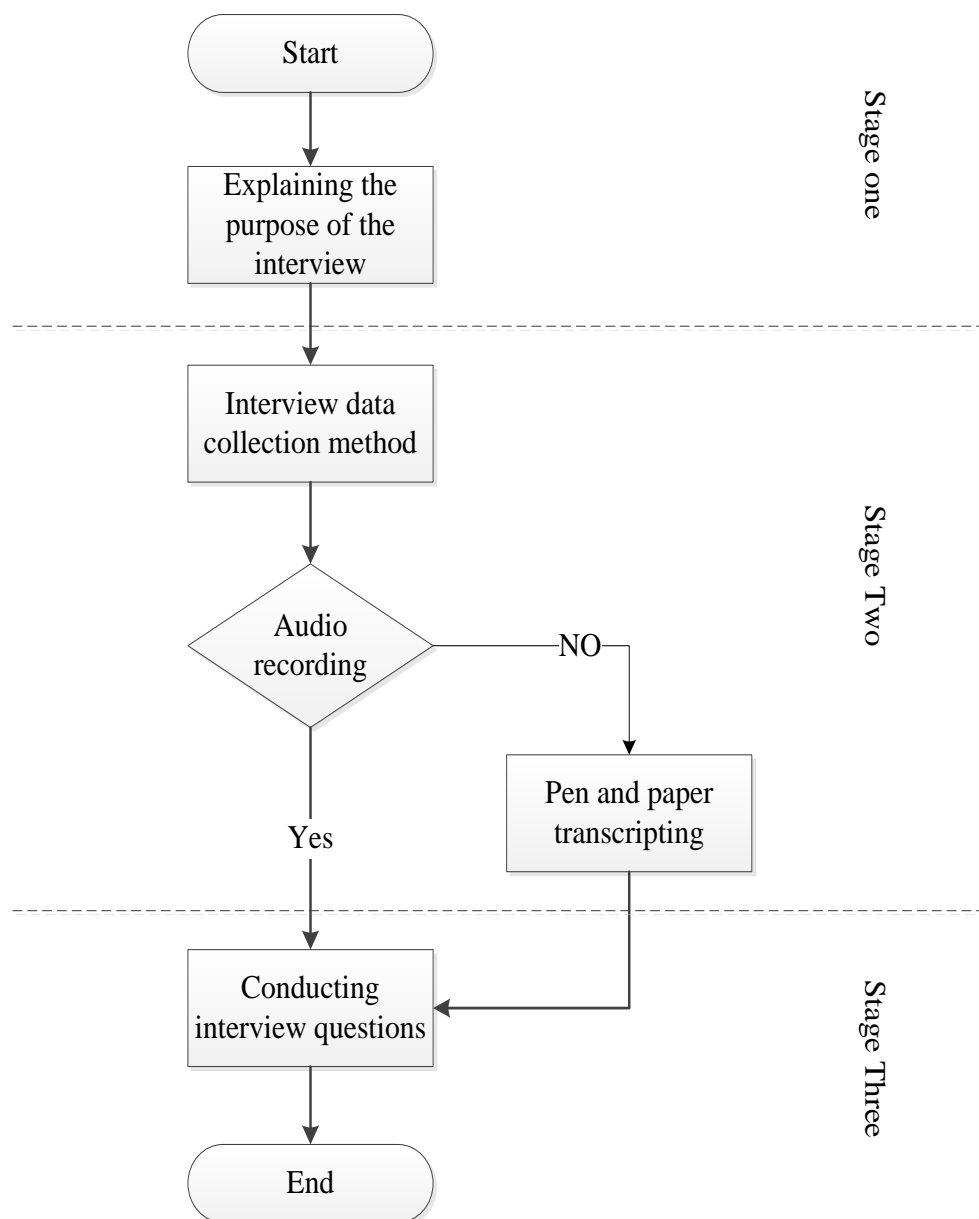 Start
Stage one
Explaining the
purpose of the
interview
Interview data
collection method
Stage Two
Audio
recording
NO
Pen and paper
transcripting
Yes
Conducting
interview questions
Stage Three
End